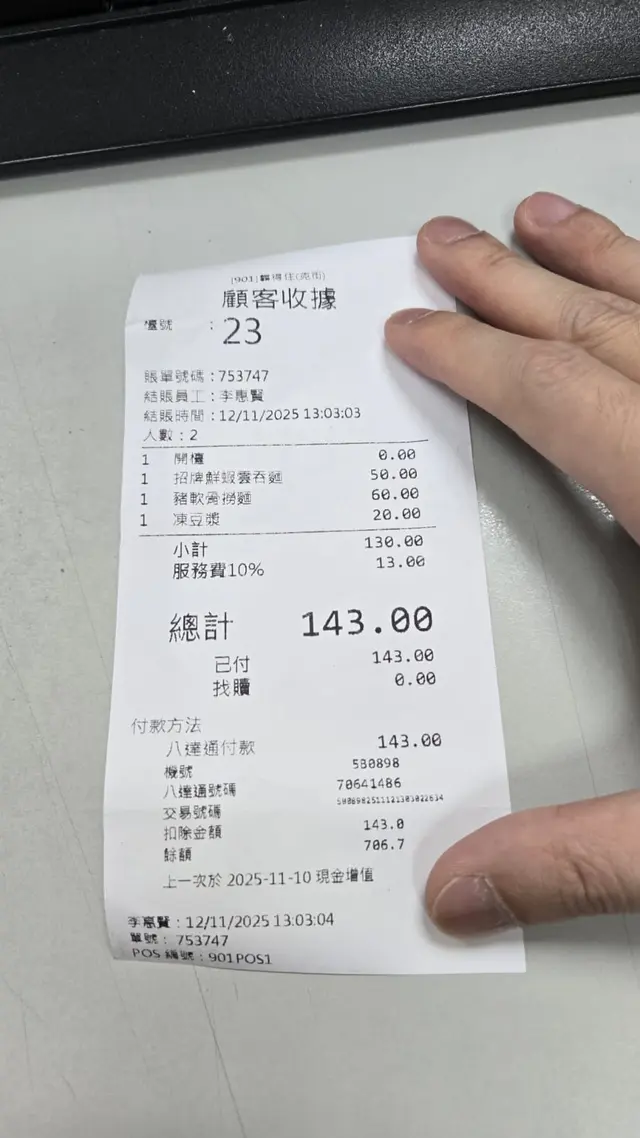 顧客收據
檯號 : 23
賬單號碼：753747
結賬員工：李惠賢
結賬時間：12/11/2025 13:03:03
人數：2
1 開檯 0.00
1 招牌鮮蝦雲吞麵 50.00
1 豬軟骨撈麵 60.00
1 凍豆漿 20.00
小計 130.00
服務費10% 13.00
總計 143.00
已付 143.00
找贖 0.00
付款方法
八達通付款 143.00
機號 5B0898
八達通號碼 70641486
交易號碼
扣除金額 143.0
餘額 706.7
上一次於 2025-11-10 現金增值
李惠賢：12/11/2025 13:03:04
單號：753747
POS 編號：901POS1